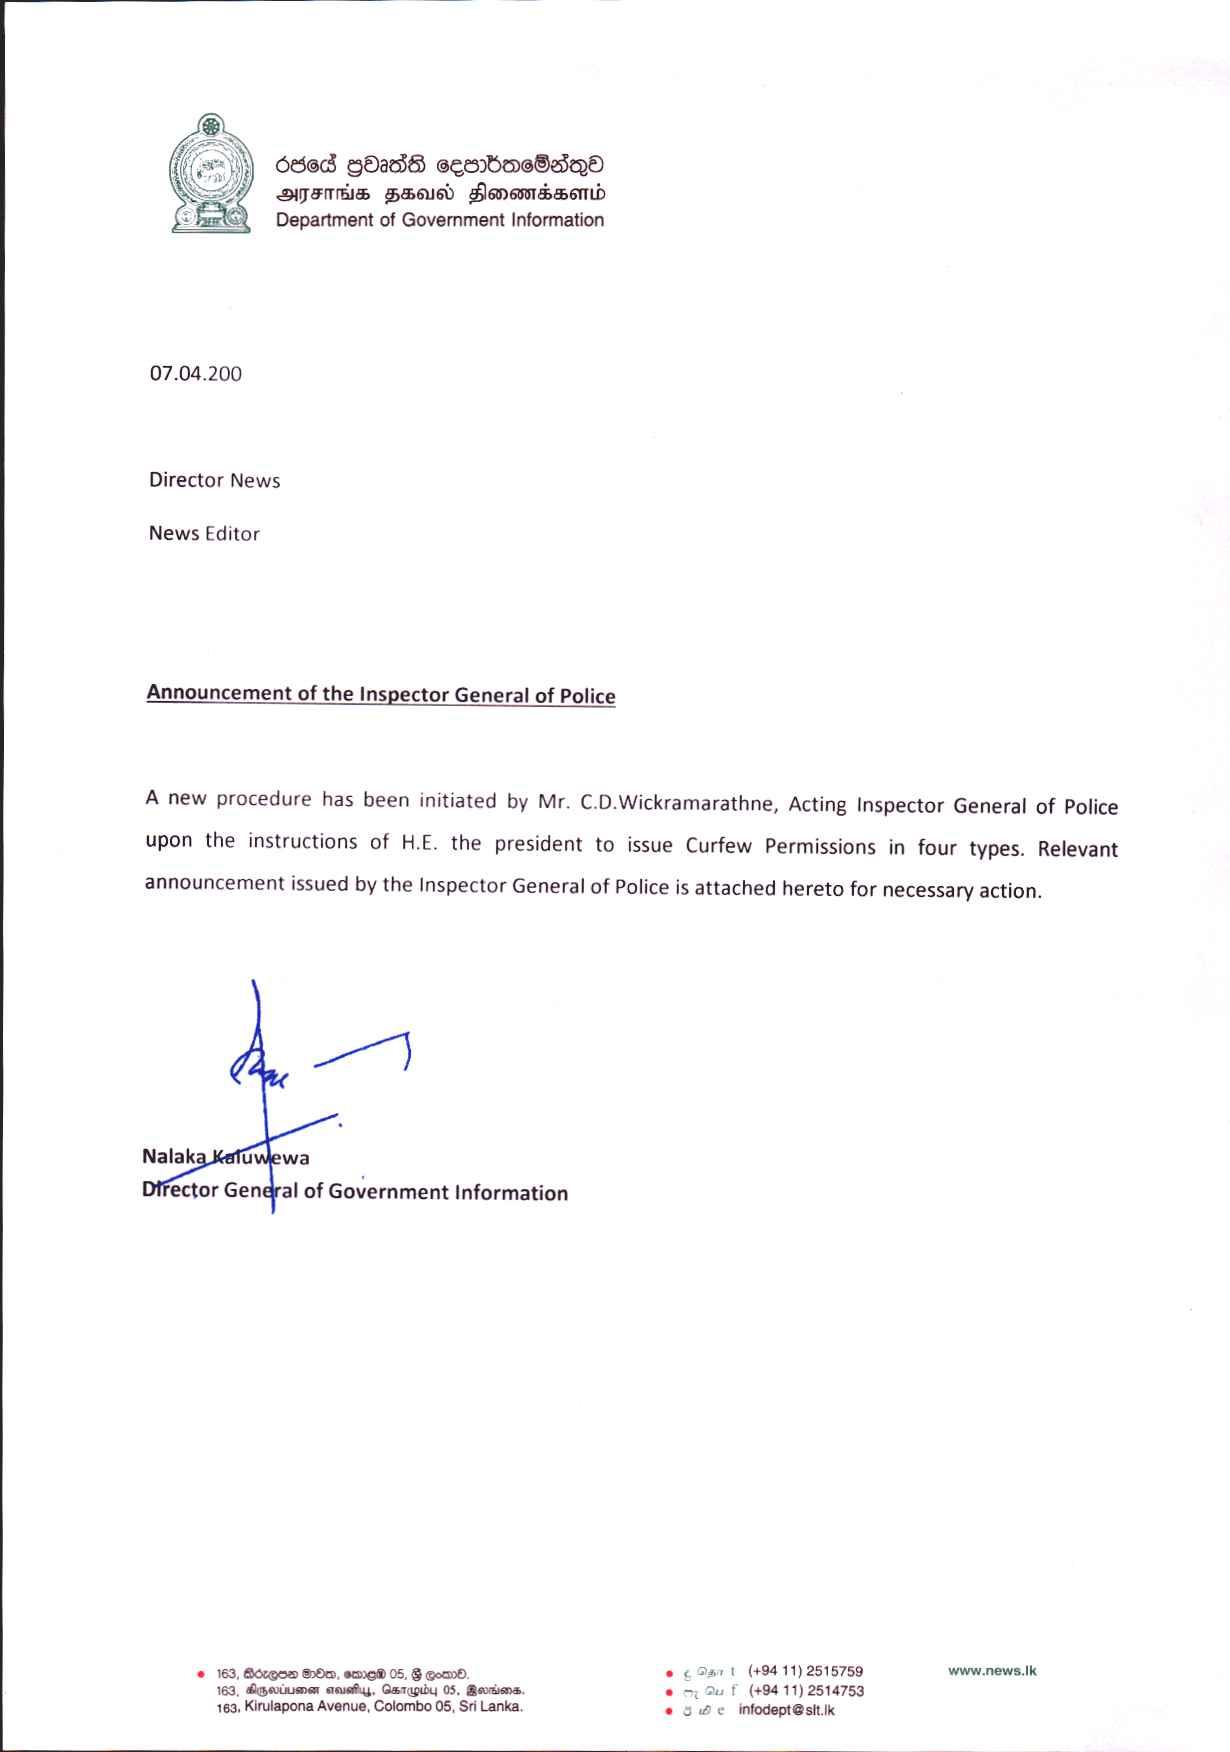 රජයේ ප්‍රවෘත්ති දෙපාර්තමේන්තුව
அரசாங்க தகவல் திணைக்களம்
Department of Government Information
07.04.200
Director News
News Editor
Announcement of the Inspector General of Police
A new procedure has been initiated by Mr. C.D.Wickramarathne, Acting Inspector General of Police
upon the instructions of H.E. the president to issue Curfew Permissions in four types. Relevant
announcement issued by the Inspector General of Police is attached hereto for necessary action.
Nalaka Kaluwewa
Director General of Government Information
163, කිරුලපන මාවත, කොළඹ 05, ශ්‍රී ලංකාව.
163, கிருலப்பனை எவனியூ, கொழும்பு 05, இலங்கை.
163, Kirulapona Avenue, Colombo 05, Sri Lanka.
දු தொ t (+94 11) 2515759
ෆැ பெ f (+94 11) 2514753
ඊ மி e infodept@slt.lk
www.news.lk